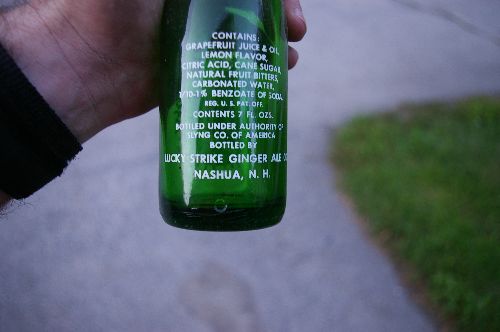 CONTAINS:
GRAPEFRUIT JUICE & OIL,
LEMON FLAVOR,
CITRIC ACID, CANE SUGAR,
NATURAL FRUIT BITTERS,
CARBONATED WATER,
1/10-1% BENZOATE OF SODA.
REG. U.S. PAT. OFF.
CONTENTS 7 FL. OZS.
BOTTLED UNDER AUTHORITY OF
SLYNG CO. OF AMERICA
BOTTLED BY
LUCKY STRIKE GINGER ALE CO
NASHUA, N. H.